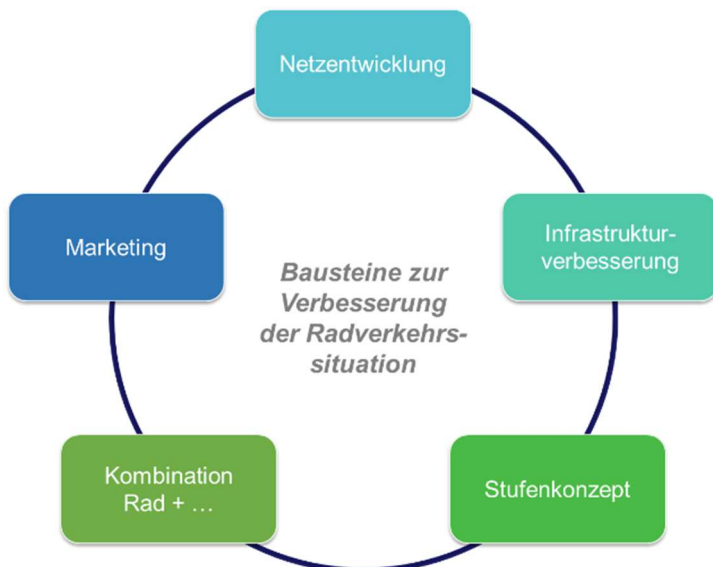 Netzentwicklung
Marketing
Infrastruktur-
verbesserung
Bausteine zur
Verbesserung
der Radverkehrs-
situation
Kombination
Rad + …
Stufenkonzept